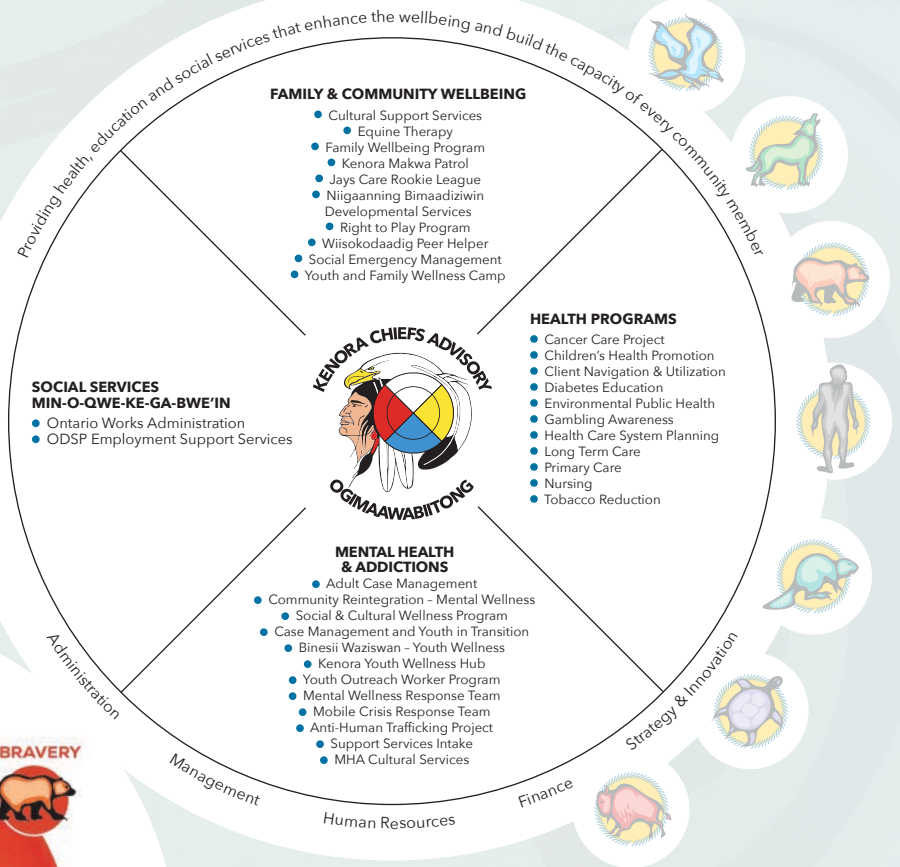 Providing health, education and social services that enhance the wellbeing and build the capacity of every community member
FAMILY & COMMUNITY WELLBEING
● Cultural Support Services
● Equine Therapy
● Family Wellbeing Program
● Kenora Makwa Patrol
● Jays Care Rookie League
● Niigaanning Bimaadiziwin
Developmental Services
● Right to Play Program
● Wiisokodaadig Peer Helper
● Social Emergency Management
● Youth and Family Wellness Camp
HEALTH PROGRAMS
● Cancer Care Project
● Children's Health Promotion
● Client Navigation & Utilization
● Diabetes Education
● Environmental Public Health
● Gambling Awareness
● Health Care System Planning
● Long Term Care
● Primary Care
● Nursing
● Tobacco Reduction
SOCIAL SERVICES
MIN-O-QWE-KE-GA-BWE'IN
● Ontario Works Administration
● ODSP Employment Support Services
KENORA CHIEFS ADVISORY
OGIMAAWABIITONG
MENTAL HEALTH
& ADDICTIONS
● Adult Case Management
● Community Reintegration – Mental Wellness
● Social & Cultural Wellness Program
● Case Management and Youth in Transition
● Binesii Waziswan – Youth Wellness
● Kenora Youth Wellness Hub
● Youth Outreach Worker Program
● Mental Wellness Response Team
● Mobile Crisis Response Team
● Anti-Human Trafficking Project
● Support Services Intake
● MHA Cultural Services
Administration
Management
Human Resources
Finance
Strategy & Innovation
BRAVERY